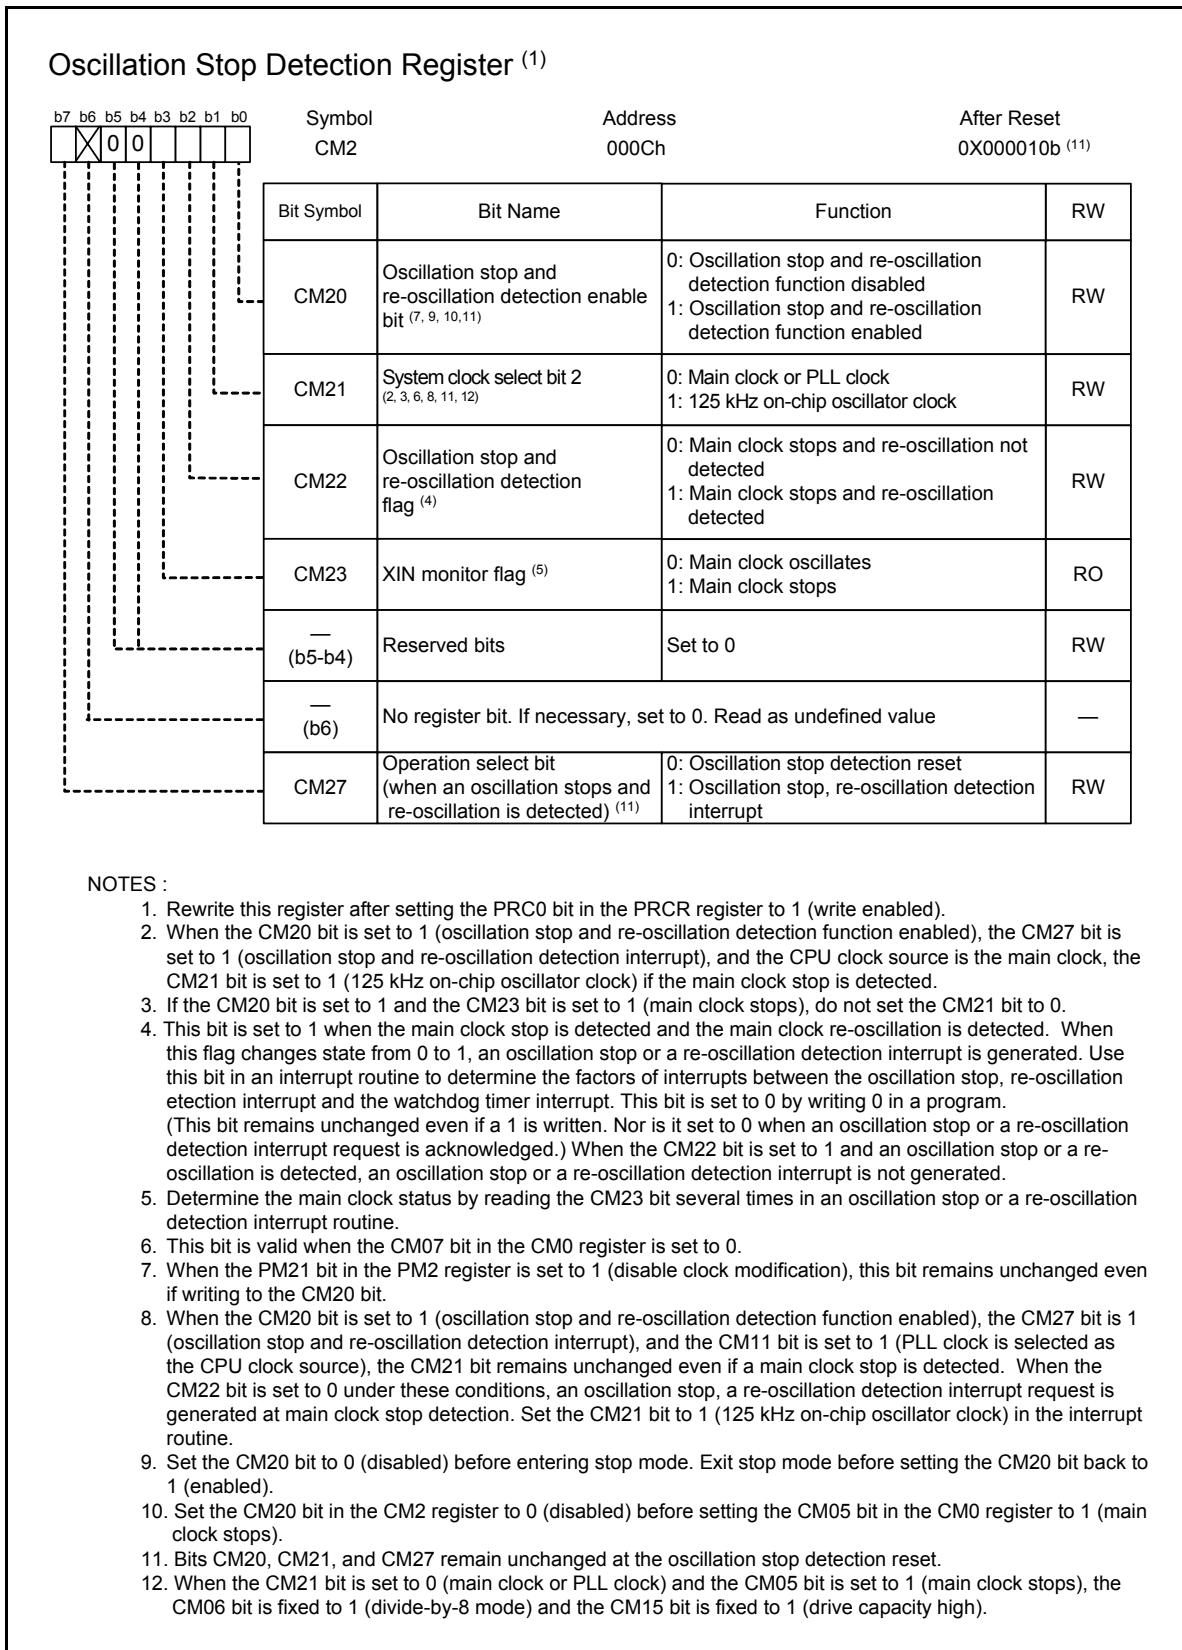 Oscillation Stop Detection Register (1)
b7 b6 b5 b4 b3 b2 b1 b0
0 0
Symbol Address After Reset
CM2 000Ch 0X000010b (11)
Bit Symbol Bit Name Function RW
CM20
Oscillation stop and
re-oscillation detection enable
bit (7, 9, 10,11)
0: Oscillation stop and re-oscillation
detection function disabled
1: Oscillation stop and re-oscillation
detection function enabled
RW
CM21
System clock select bit 2
(2, 3, 6, 8, 11, 12)
0: Main clock or PLL clock
1: 125 kHz on-chip oscillator clock
RW
CM22
Oscillation stop and
re-oscillation detection
flag (4)
0: Main clock stops and re-oscillation not
detected
1: Main clock stops and re-oscillation
detected
RW
CM23
XIN monitor flag (5)
0: Main clock oscillates
1: Main clock stops
RO
—
(b5-b4)
Reserved bits
Set to 0
RW
—
(b6)
No register bit. If necessary, set to 0. Read as undefined value
—
CM27
Operation select bit
(when an oscillation stops and
re-oscillation is detected) (11)
0: Oscillation stop detection reset
1: Oscillation stop, re-oscillation detection
interrupt
RW
NOTES :
1. Rewrite this register after setting the PRC0 bit in the PRCR register to 1 (write enabled).
2. When the CM20 bit is set to 1 (oscillation stop and re-oscillation detection function enabled), the CM27 bit is
set to 1 (oscillation stop and re-oscillation detection interrupt), and the CPU clock source is the main clock, the
CM21 bit is set to 1 (125 kHz on-chip oscillator clock) if the main clock stop is detected.
3. If the CM20 bit is set to 1 and the CM23 bit is set to 1 (main clock stops), do not set the CM21 bit to 0.
4. This bit is set to 1 when the main clock stop is detected and the main clock re-oscillation is detected. When
this flag changes state from 0 to 1, an oscillation stop or a re-oscillation detection interrupt is generated. Use
this bit in an interrupt routine to determine the factors of interrupts between the oscillation stop, re-oscillation
etection interrupt and the watchdog timer interrupt. This bit is set to 0 by writing 0 in a program.
(This bit remains unchanged even if a 1 is written. Nor is it set to 0 when an oscillation stop or a re-oscillation
detection interrupt request is acknowledged.) When the CM22 bit is set to 1 and an oscillation stop or a re-
oscillation is detected, an oscillation stop or a re-oscillation detection interrupt is not generated.
5. Determine the main clock status by reading the CM23 bit several times in an oscillation stop or a re-oscillation
detection interrupt routine.
6. This bit is valid when the CM07 bit in the CM0 register is set to 0.
7. When the PM21 bit in the PM2 register is set to 1 (disable clock modification), this bit remains unchanged even
if writing to the CM20 bit.
8. When the CM20 bit is set to 1 (oscillation stop and re-oscillation detection function enabled), the CM27 bit is 1
(oscillation stop and re-oscillation detection interrupt), and the CM11 bit is set to 1 (PLL clock is selected as
the CPU clock source), the CM21 bit remains unchanged even if a main clock stop is detected. When the
CM22 bit is set to 0 under these conditions, an oscillation stop, a re-oscillation detection interrupt request is
generated at main clock stop detection. Set the CM21 bit to 1 (125 kHz on-chip oscillator clock) in the interrupt
routine.
9. Set the CM20 bit to 0 (disabled) before entering stop mode. Exit stop mode before setting the CM20 bit back to
1 (enabled).
10. Set the CM20 bit in the CM2 register to 0 (disabled) before setting the CM05 bit in the CM0 register to 1 (main
clock stops).
11. Bits CM20, CM21, and CM27 remain unchanged at the oscillation stop detection reset.
12. When the CM21 bit is set to 0 (main clock or PLL clock) and the CM05 bit is set to 1 (main clock stops), the
CM06 bit is fixed to 1 (divide-by-8 mode) and the CM15 bit is fixed to 1 (drive capacity high).